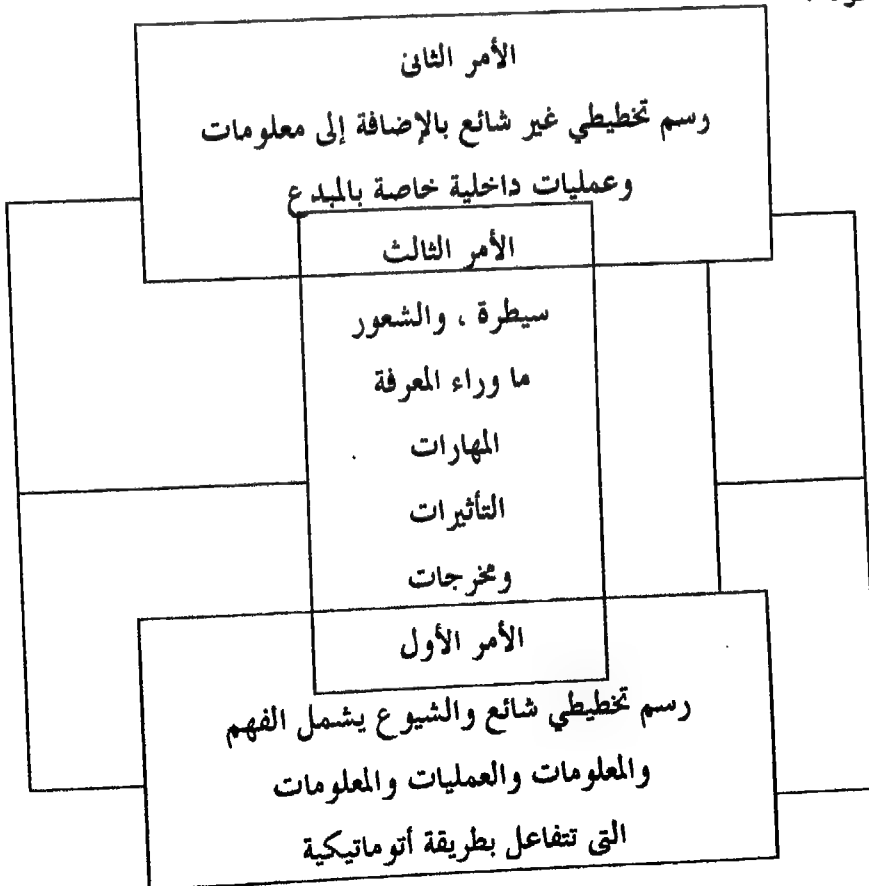 الأمر الثانى
رسم تخطيطي غير شائع بالإضافة إلى معلومات
وعمليات داخلية خاصة بالمبدع
الأمر الثالث
سيطرة ، والشعور
ما وراء المعرفة
المهارات
التأثيرات
ومخرجات
الأمر الأول
رسم تخطيطي شائع والشيوع يشمل الفهم
والمعلومات والعمليات والمعلومات
التى تتفاعل بطريقة أتوماتيكية